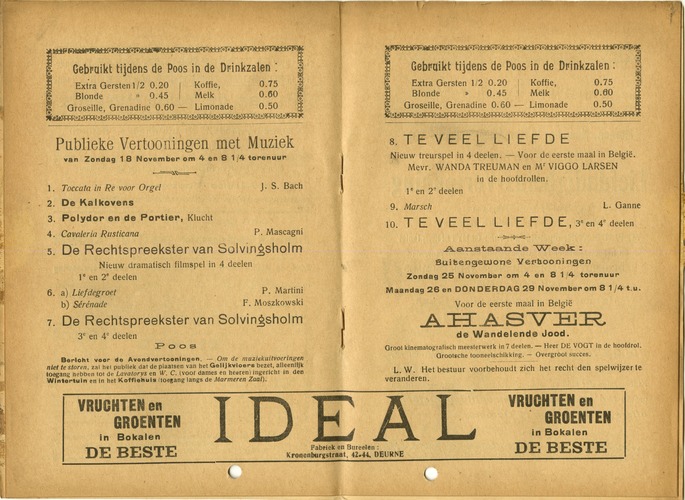 Gebruikt tijdens de Poos in de Drinkzalen :
Extra Gersten 1/2 0.20 | Koffie, 0.75
Blonde » 0.45 | Melk 0.60
Groseille, Grenadine 0.60 — Limonade 0.50
Publieke Vertooningen met Muziek
van Zondag 18 November om 4 en 8 1/4 torenuur
1. Toccata in Re voor Orgel J. S. Bach
2. De Kalkovens
3. Polydor en de Portier, Klucht
4. Cavaleria Rusticana P. Mascagni
5. De Rechtspreekster van Solvingsholm
Nieuw dramatisch filmspel in 4 deelen
1e en 2e deelen
6. a) Liefdegroet P. Martini
b) Sérénade F. Moszkowski
7. De Rechtspreekster van Solvingsholm
3e en 4e deelen
Poos
Bericht voor de Avendvertooningen. — Om de muziekuitvoeringen
niet te storen, zal het publiek dat de plaatsen van het Gelijkvloers bezet, alleenlijk
toegang hebben tot de Lavatorys en W. C. (voor dames en heeren) ingericht in den
Wintertuin en in het Koffiehuis (toegang langs de Marmeren Zaal).
Gebruikt tijdens de Poos in de Drinkzalen :
Extra Gersten 1/2 0.20 | Koffie, 0.75
Blonde » 0.45 | Melk 0.60
Groseille, Grenadine 0.60 — Limonade 0.50
8. TE VEEL LIEFDE
Nieuw treurspel in 4 deelen. — Voor de eerste maal in België.
Mevr. WANDA TREUMAN en Mr VIGGO LARSEN
in de hoofdrollen.
1e en 2e deelen
9. Marsch L. Ganne
10. TE VEEL LIEFDE, 3e en 4e deelen
Aanstaande Week :
Buitengewone Vertooningen
Zondag 25 November om 4 en 8 1/4 torenuur
Maandag 26 en DONDERDAG 29 November om 8 1/4 t.u.
Voor de eerste maal in België
AHASVER
de Wandelende Jood.
Groot kinematografisch meesterwerk in 7 deelen. — Heer DE VOGT in de hoofdrol.
Grootsche tooneelschikking. — Overgroot succes.
L. W. Het bestuur voorbehoudt zich het recht den spelwijzer te
veranderen.
VRUCHTEN en
GROENTEN
in Bokalen
DE BESTE
IDEAL
Fabriek en Bureelen :
Kronenburgstraat, 42-44, DEURNE
VRUCHTEN en
GROENTEN
in Bokalen
DE BESTE